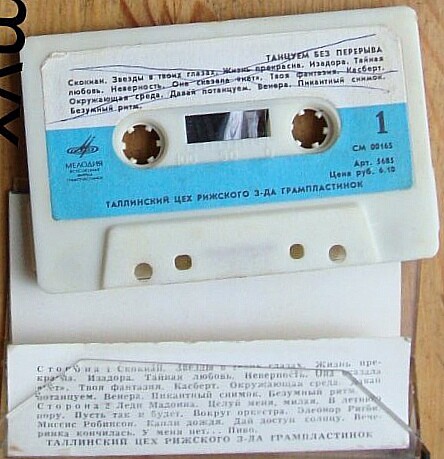 myx
ТАНЦУЕМ БЕЗ ПЕРЕРЫВА
Скокиан. Звезды в твоих глазах. Жизнь прекрасна. Изадора. Тайная
любовь. Неверность. Она сказала «нет». Твоя фантазия. Касберт.
Окружающая среда. Давай потанцуем. Венера. Пикантный снимок.
Безумный ритм.
1
СМ 00165
МЕЛОДИЯ
Арт. 5685
Цена руб. 6.10
ТАЛЛИНСКИЙ ЦЕХ РИЖСКОГО З-ДА ГРАМПЛАСТИНОК
Сторона 1 Скокиан. Звезды в твоих глазах. Жизнь пре-
красна. Изадора. Тайная любовь. Неверность. Она сказала
«нет». Твоя фантазия. Касберт. Окружающая среда. Давай
потанцуем. Венера. Пикантный снимок. Безумный ритм.
Сторона 2 Леди Мадонна. Целуй меня, милая. В летнюю
пору. Пусть так и будет. Вокруг оркестра. Элеонор Ригби.
Миссис Робинсон. Капли дождя. Дай доступ солнцу. Вече-
ринка кончилась. У меня нет... Пиво.
ТАЛЛИНСКИЙ ЦЕХ РИЖСКОГО З-ДА ГРАМПЛАСТИНОК